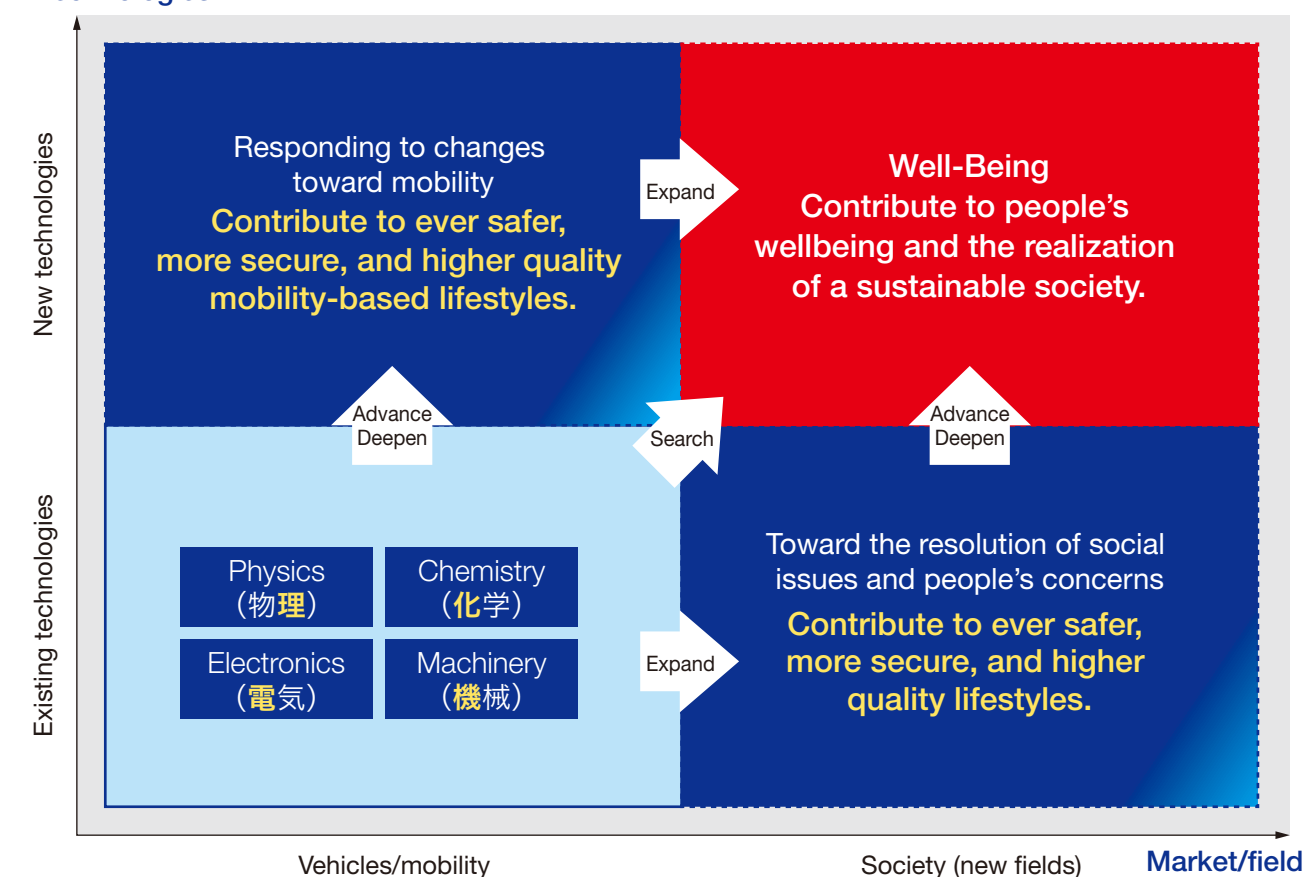 New technologies
Existing technologies
Responding to changes
toward mobility
Contribute to ever safer,
more secure, and higher quality
mobility-based lifestyles.
Expand
Well-Being
Contribute to people's
wellbeing and the realization
of a sustainable society.
Advance
Deepen
Search
Advance
Deepen
Physics
(物理)
Chemistry
(化学)
Electronics
(電気)
Machinery
(機械)
Expand
Toward the resolution of social
issues and people's concerns
Contribute to ever safer,
more secure, and higher
quality lifestyles.
Vehicles/mobility
Society (new fields)
Market/field